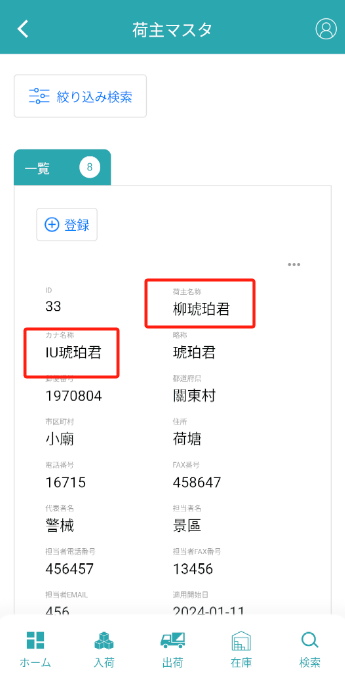 荷主マスタ
絞り込み検索
一覧 8
登録
ID 荷主名称
33 柳琥珀君
カナ名称 略称
IU琥珀君 琥珀君
郵便番号 都道府県
1970804 關東村
市区町村 住所
小廟 荷塘
電話番号 FAX番号
16715 458647
代表者名 担当者名
警械 景區
担当者電話番号 担当者FAX番号
456457 13456
担当者EMAIL 適用開始日
456 2024-01-11
ホーム 入荷 出荷 在庫 検索